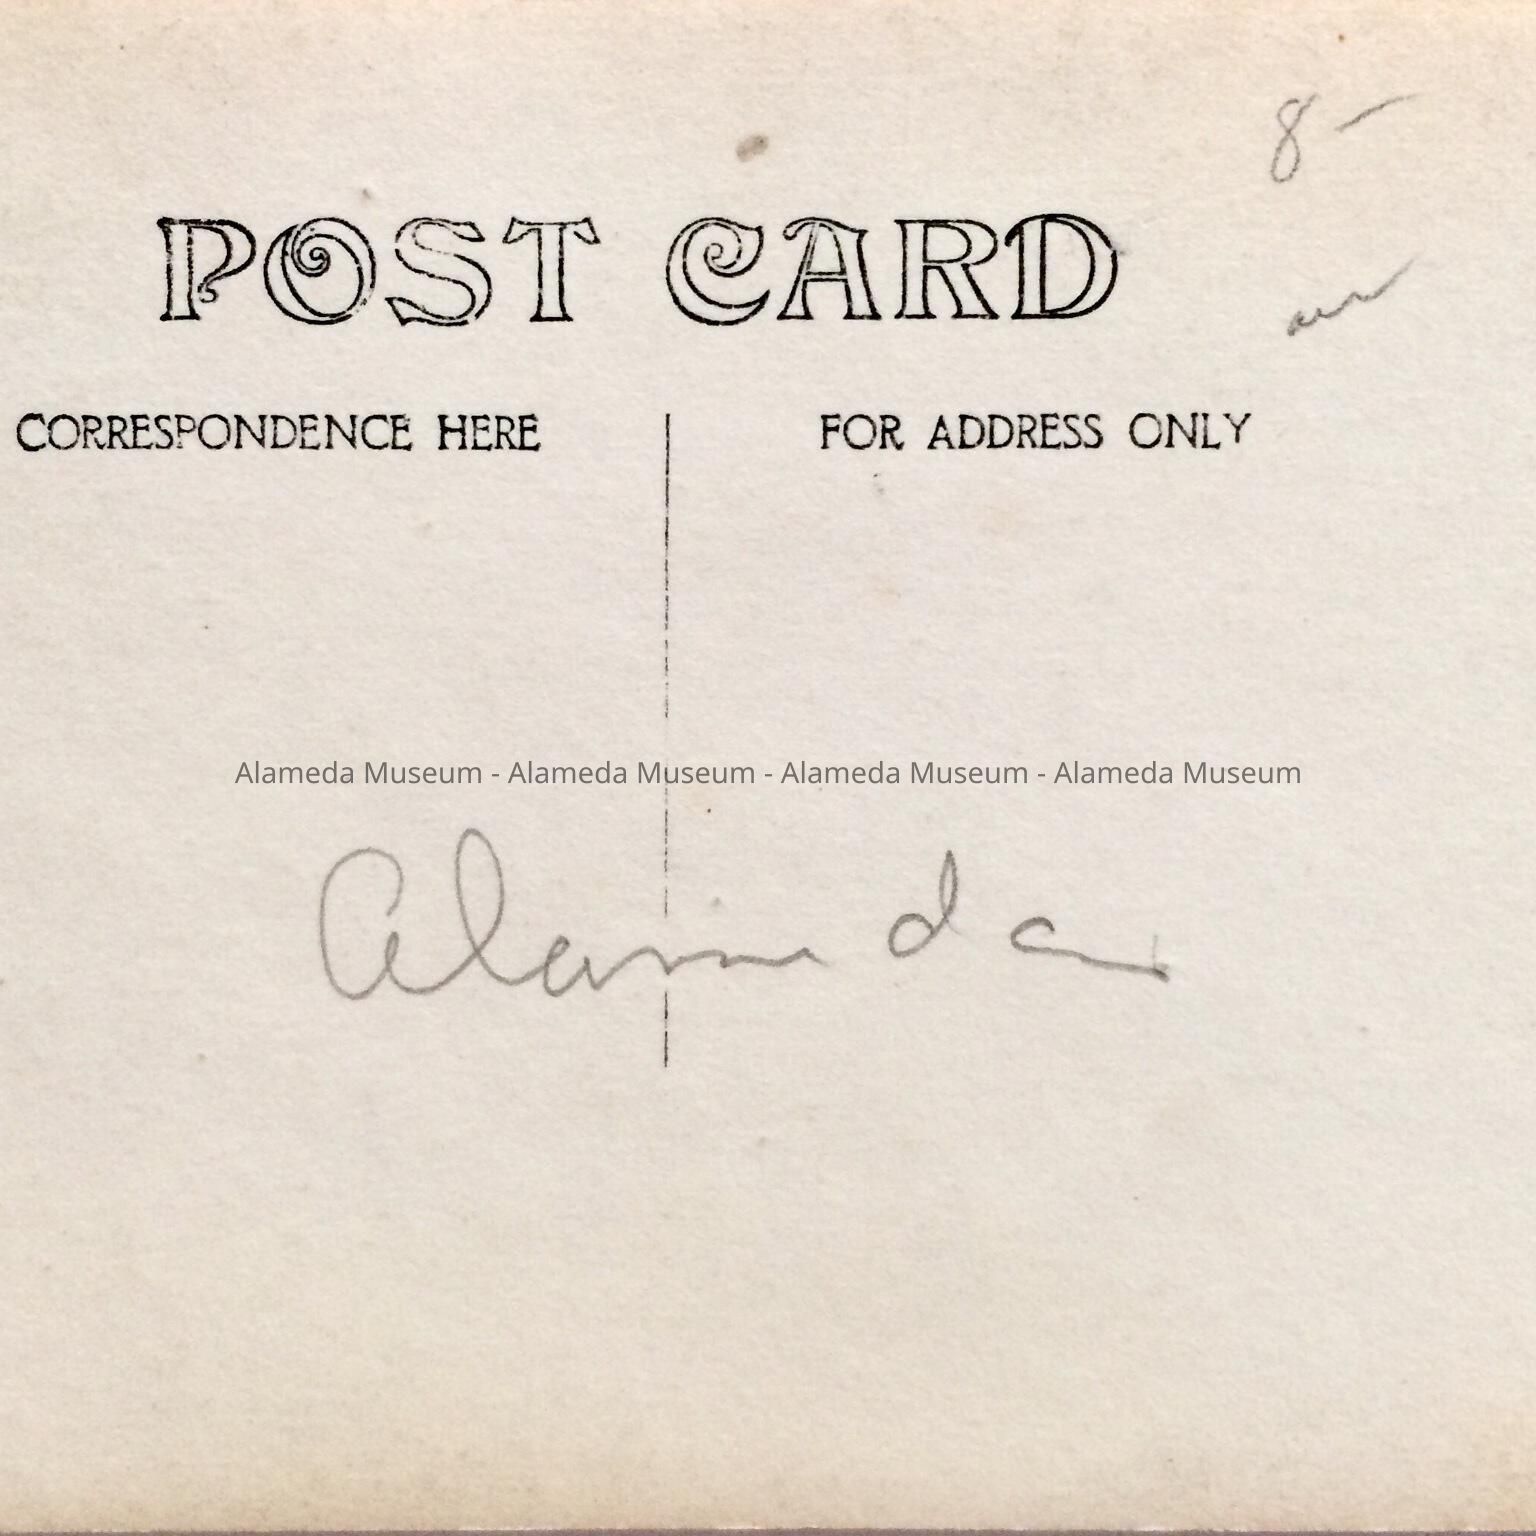 8 –
POST CARD
CORRESPONDENCE HERE
FOR ADDRESS ONLY
Alameda Museum - Alameda Museum - Alameda Museum - Alameda Museum
Alameda